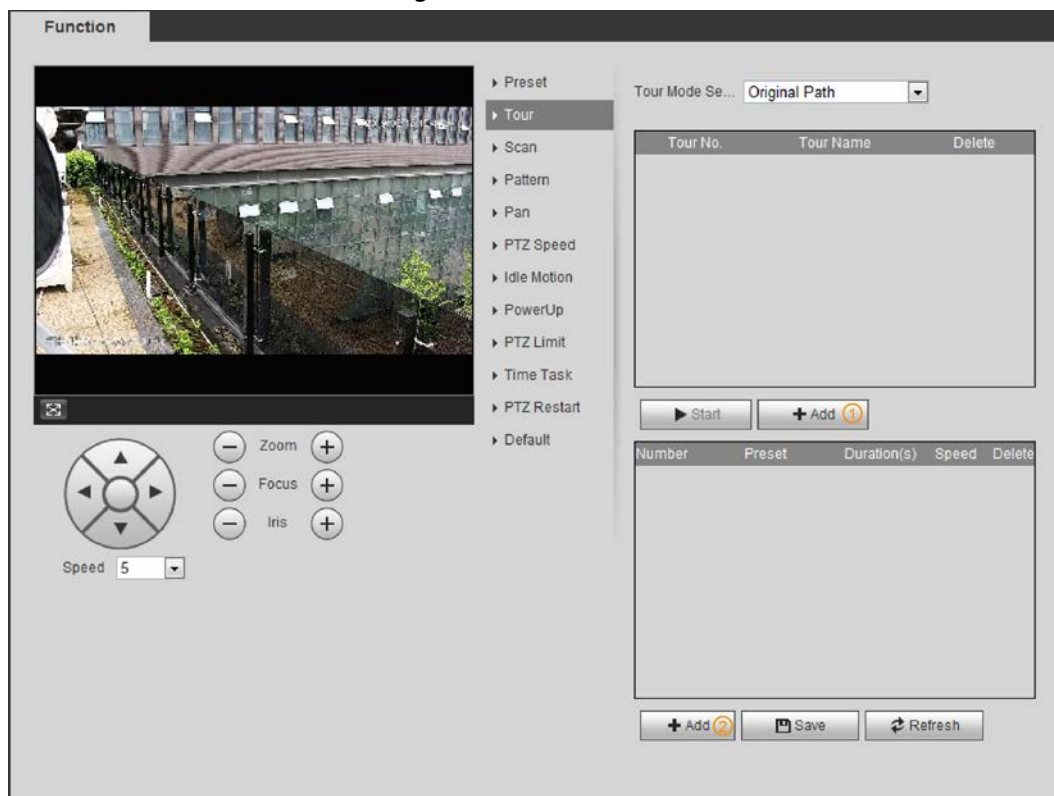 Function
Preset
Tour
Scan
Pattern
Pan
PTZ Speed
Idle Motion
PowerUp
PTZ Limit
Time Task
PTZ Restart
Default
Zoom
Focus
Iris
Speed 5
Tour Mode Se... Original Path
Tour No. Tour Name Delete
Start Add 1
Number Preset Duration(s) Speed Delete
Add 2 Save Refresh